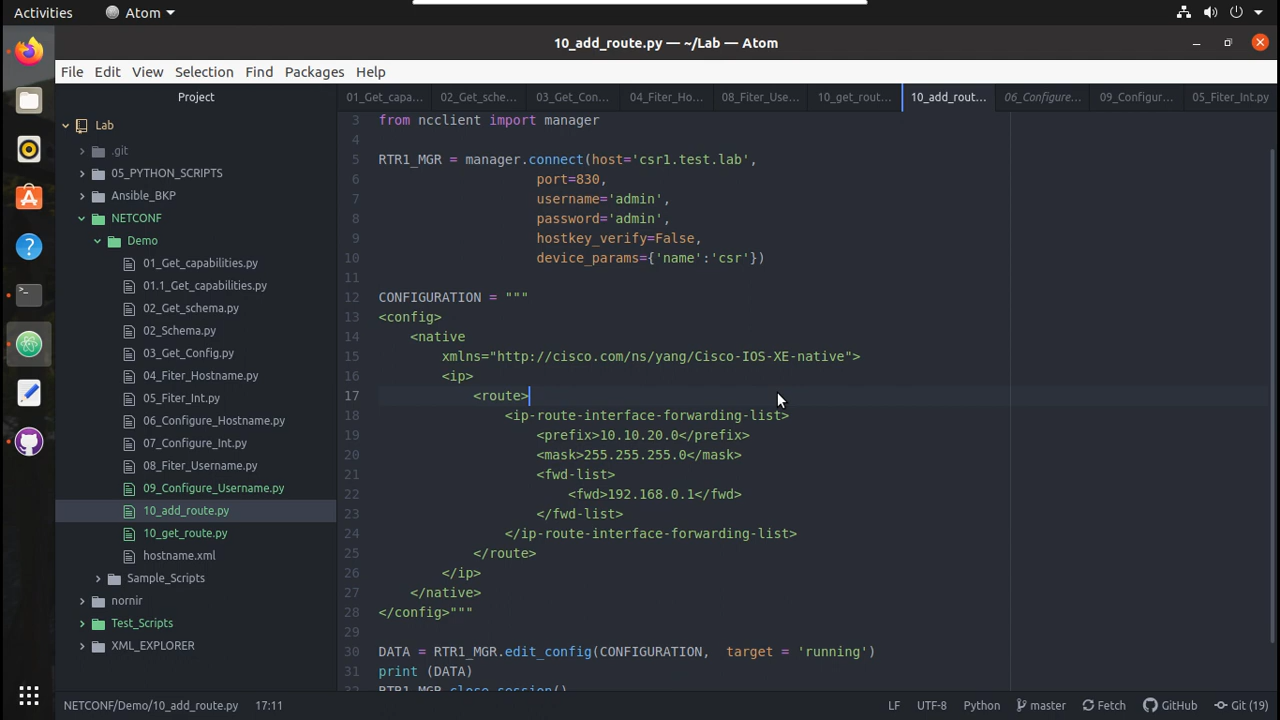 Activities Atom
10_add_route.py — ~/Lab — Atom
File Edit View Selection Find Packages Help
Project
Lab
.git
05_PYTHON_SCRIPTS
Ansible_BKP
NETCONF
Demo
01_Get_capabilities.py
01.1_Get_capabilities.py
02_Get_schema.py
02_Schema.py
03_Get_Config.py
04_Fiter_Hostname.py
05_Fiter_Int.py
06_Configure_Hostname.py
07_Configure_Int.py
08_Fiter_Username.py
09_Configure_Username.py
10_add_route.py
10_get_route.py
hostname.xml
Sample_Scripts
nornir
Test_Scripts
XML_EXPLORER
01_Get_capa... 02_Get_sche... 03_Get_Con... 04_Fiter_Ho... 08_Fiter_Use... 10_get_rout... 10_add_rout... 06_Configure... 09_Configur... 05_Fiter_Int.py
3 from ncclient import manager
4
5 RTR1_MGR = manager.connect(host='csr1.test.lab',
6 port=830,
7 username='admin',
8 password='admin',
9 hostkey_verify=False,
10 device_params={'name':'csr'})
11
12 CONFIGURATION = """
13 <config>
14 <native
15 xmlns="http://cisco.com/ns/yang/Cisco-IOS-XE-native">
16 <ip>
17 <route>
18 <ip-route-interface-forwarding-list>
19 <prefix>10.10.20.0</prefix>
20 <mask>255.255.255.0</mask>
21 <fwd-list>
22 <fwd>192.168.0.1</fwd>
23 </fwd-list>
24 </ip-route-interface-forwarding-list>
25 </route>
26 </ip>
27 </native>
28 </config>"""
29
30 DATA = RTR1_MGR.edit_config(CONFIGURATION, target = 'running')
31 print (DATA)
32 RTR1_MGR.close_session()
NETCONF/Demo/10_add_route.py 17:11 LF UTF-8 Python master Fetch GitHub Git (19)